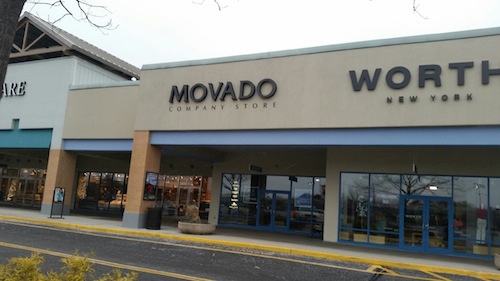 ARE
MOVADO
COMPANY STORE
WORTH
NEW YORK